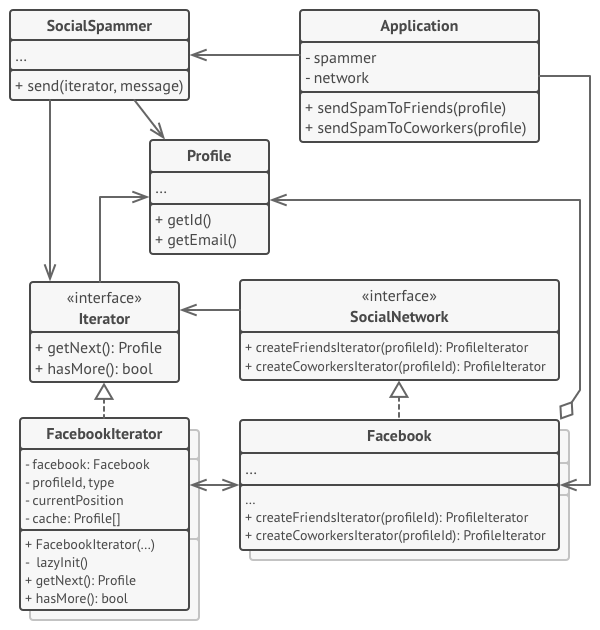 SocialSpammer
...
+ send(iterator, message)
Application
- spammer
- network
+ sendSpamToFriends(profile)
+ sendSpamToCoworkers(profile)
Profile
...
+ getId()
+ getEmail()
«interface»
Iterator
+ getNext(): Profile
+ hasMore(): bool
«interface»
SocialNetwork
+ createFriendsIterator(profileId): ProfileIterator
+ createCoworkersIterator(profileId): ProfileIterator
FacebookIterator
- facebook: Facebook
- profileId, type
- currentPosition
- cache: Profile[]
+ FacebookIterator(...)
- lazyInit()
+ getNext(): Profile
+ hasMore(): bool
Facebook
...
...
+ createFriendsIterator(profileId): ProfileIterator
+ createCoworkersIterator(profileId): ProfileIterator